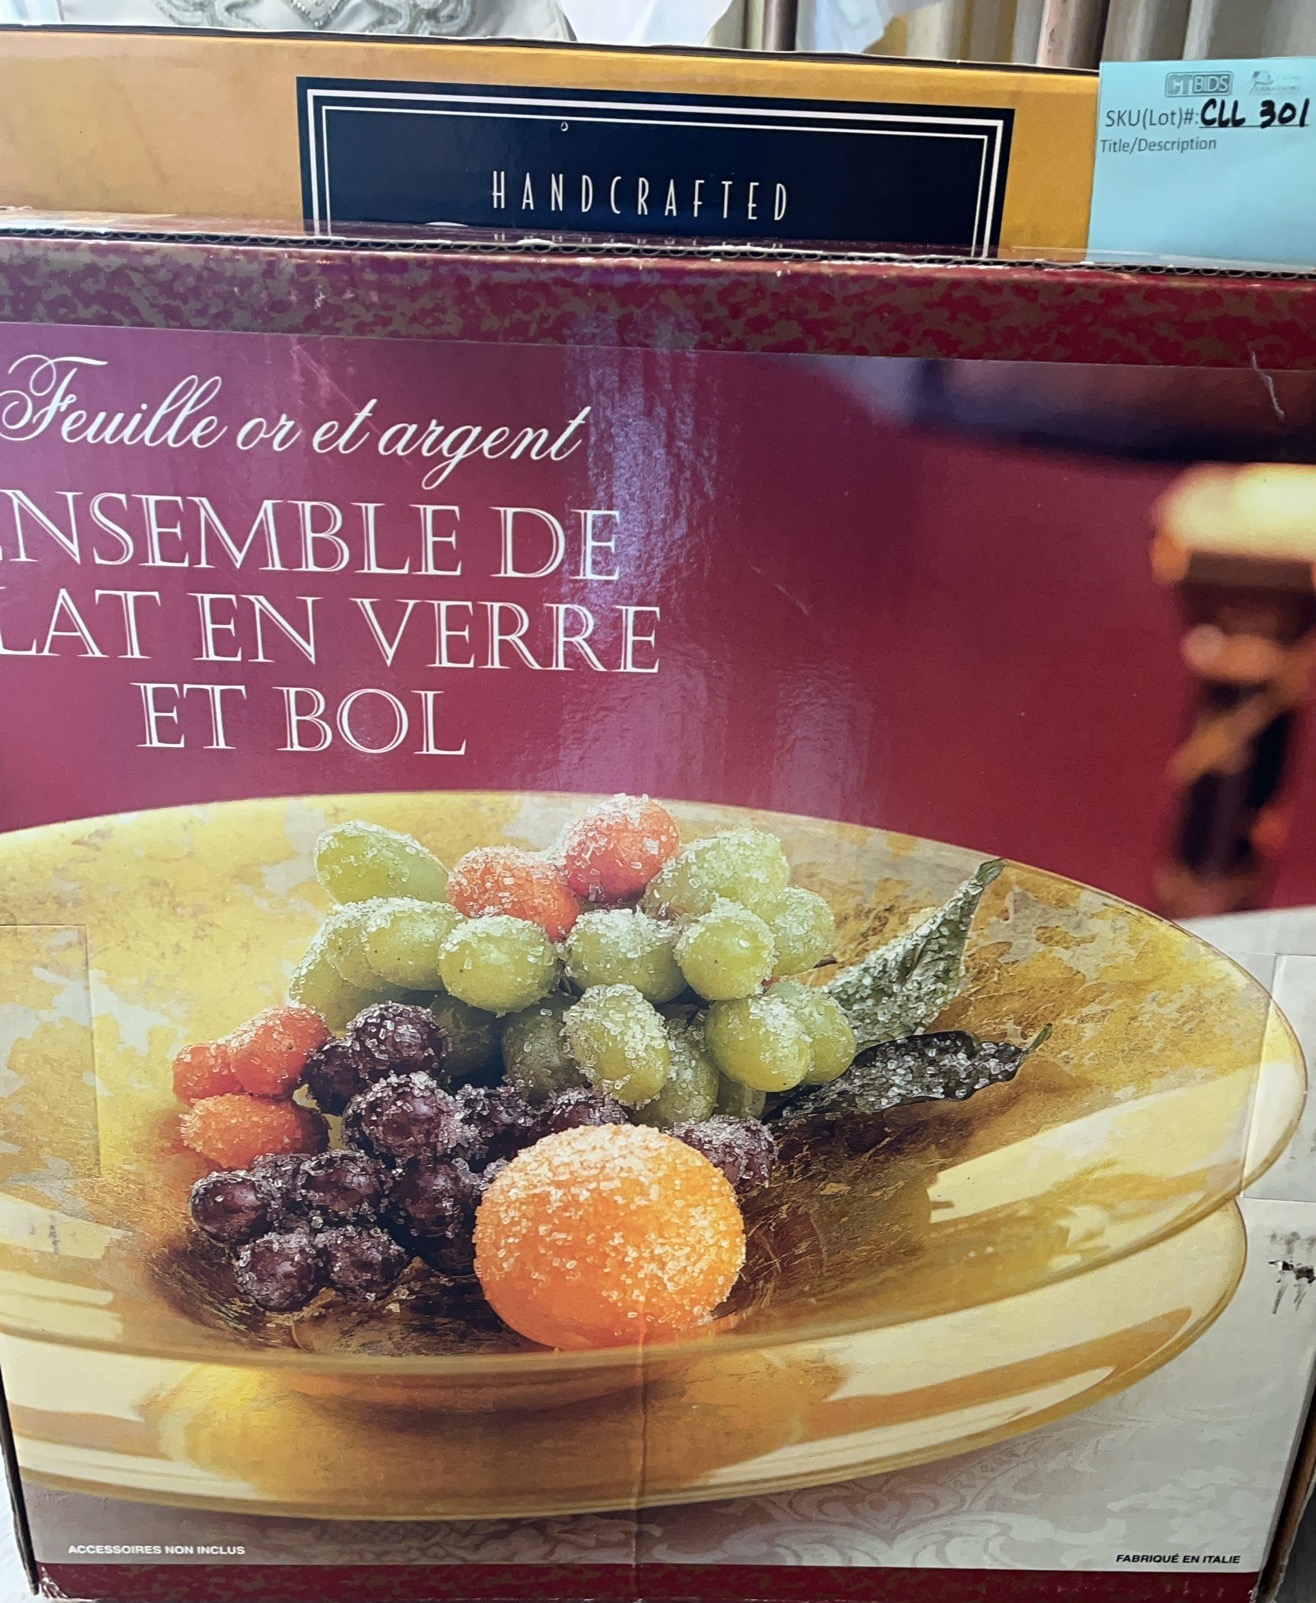 CTBIDS
SKU(Lot)#: CLL 301
Title/Description
HANDCRAFTED
Feuille or et argent
NSEMBLE DE
LAT EN VERRE
ET BOL
ACCESSOIRES NON INCLUS
FABRIQUÉ EN ITALIE